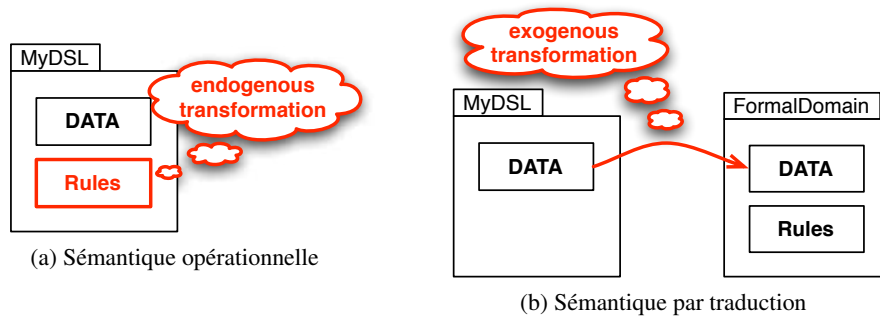 MyDSL
endogenous
transformation
DATA
Rules
(a) Sémantique opérationnelle
exogenous
transformation
MyDSL
FormalDomain
DATA
DATA
Rules
(b) Sémantique par traduction